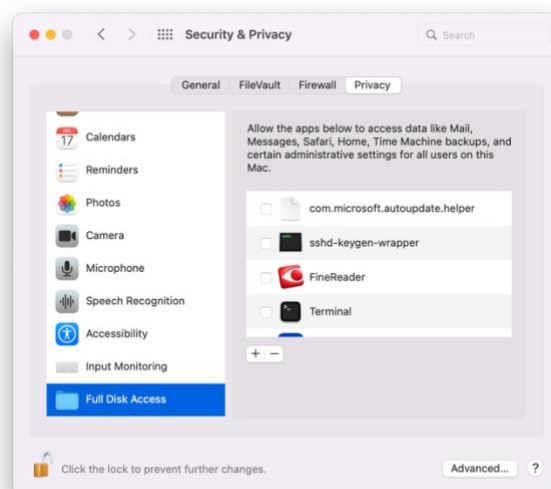 Security & Privacy
Search
General
FileVault
Firewall
Privacy
JUL
17
Calendars
Reminders
Photos
Camera
Microphone
Speech Recognition
Accessibility
Input Monitoring
Full Disk Access
Allow the apps below to access data like Mail,
Messages, Safari, Home, Time Machine backups, and
certain administrative settings for all users on this
Mac.
com.microsoft.autoupdate.helper
sshd-keygen-wrapper
FineReader
Terminal
+ −
Click the lock to prevent further changes.
Advanced...
?